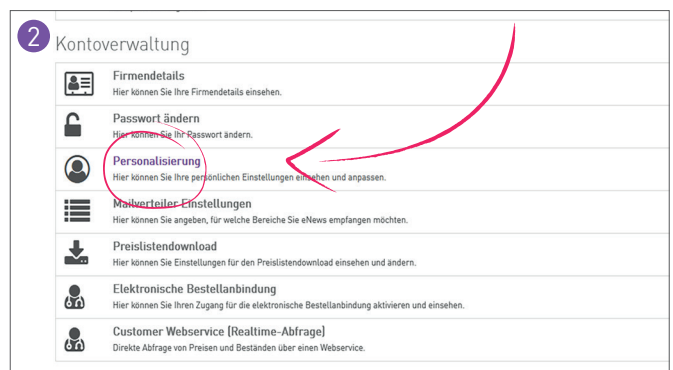 2
Kontoverwaltung
Firmendetails
Hier können Sie Ihre Firmendetails einsehen.
Passwort ändern
Hier können Sie Ihr Passwort ändern.
Personalisierung
Hier können Sie Ihre persönlichen Einstellungen einsehen und anpassen.
Mailverteiler Einstellungen
Hier können Sie angeben, für welche Bereiche Sie eNews empfangen möchten.
Preislistendownload
Hier können Sie Einstellungen für den Preislistendownload einsehen und ändern.
Elektronische Bestellanbindung
Hier können Sie Ihren Zugang für die elektronische Bestellanbindung aktivieren und einsehen.
Customer Webservice (Realtime-Abfrage)
Direkte Abfrage von Preisen und Beständen über einen Webservice.